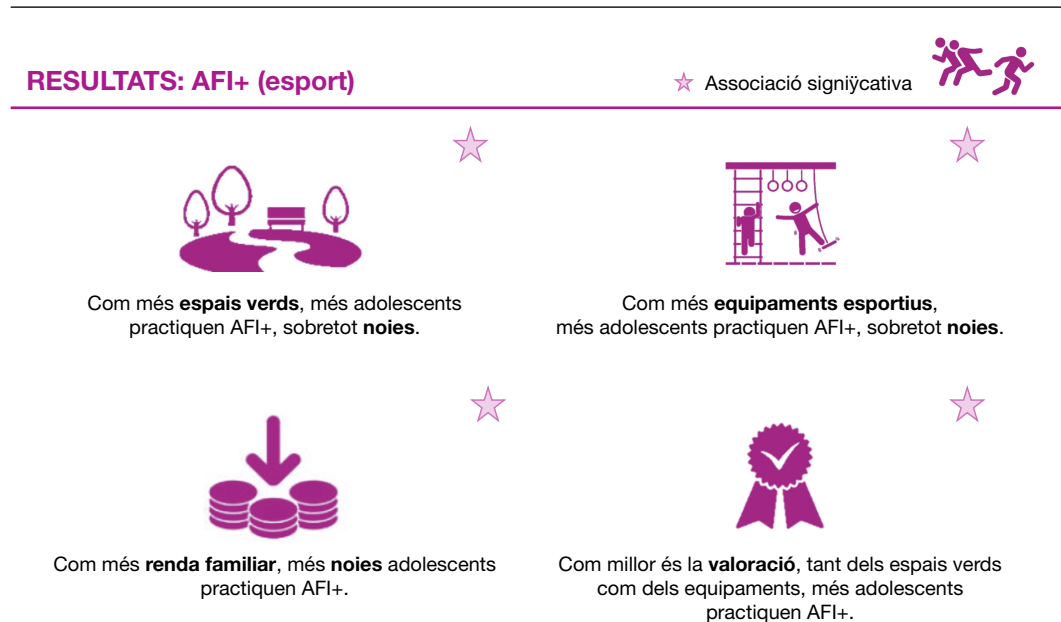 RESULTATS: AFI+ (esport)
Associació signiÿcativa
Com més espais verds, més adolescents
practiquen AFI+, sobretot noies.
Com més equipaments esportius,
més adolescents practiquen AFI+, sobretot noies.
Com més renda familiar, més noies adolescents
practiquen AFI+.
Com millor és la valoració, tant dels espais verds
com dels equipaments, més adolescents
practiquen AFI+.